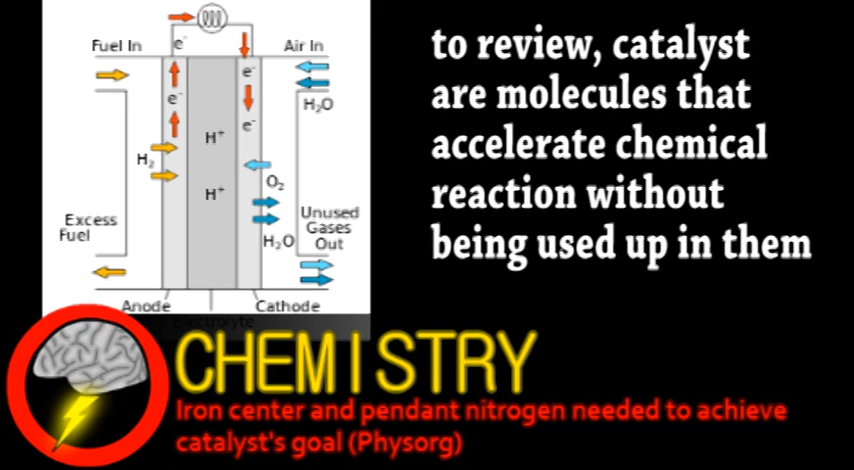 e⁻
Fuel In
Air In
e⁻
e⁻
e⁻
H₂O
H⁺
H₂
O₂
H⁺
Excess
Fuel
H₂O
Unused
Gases
Out
Anode
Cathode
Electrolyte
to review, catalyst
are molecules that
accelerate chemical
reaction without
being used up in them
CHEMISTRY
Iron center and pendant nitrogen needed to achieve
catalyst's goal (Physorg)